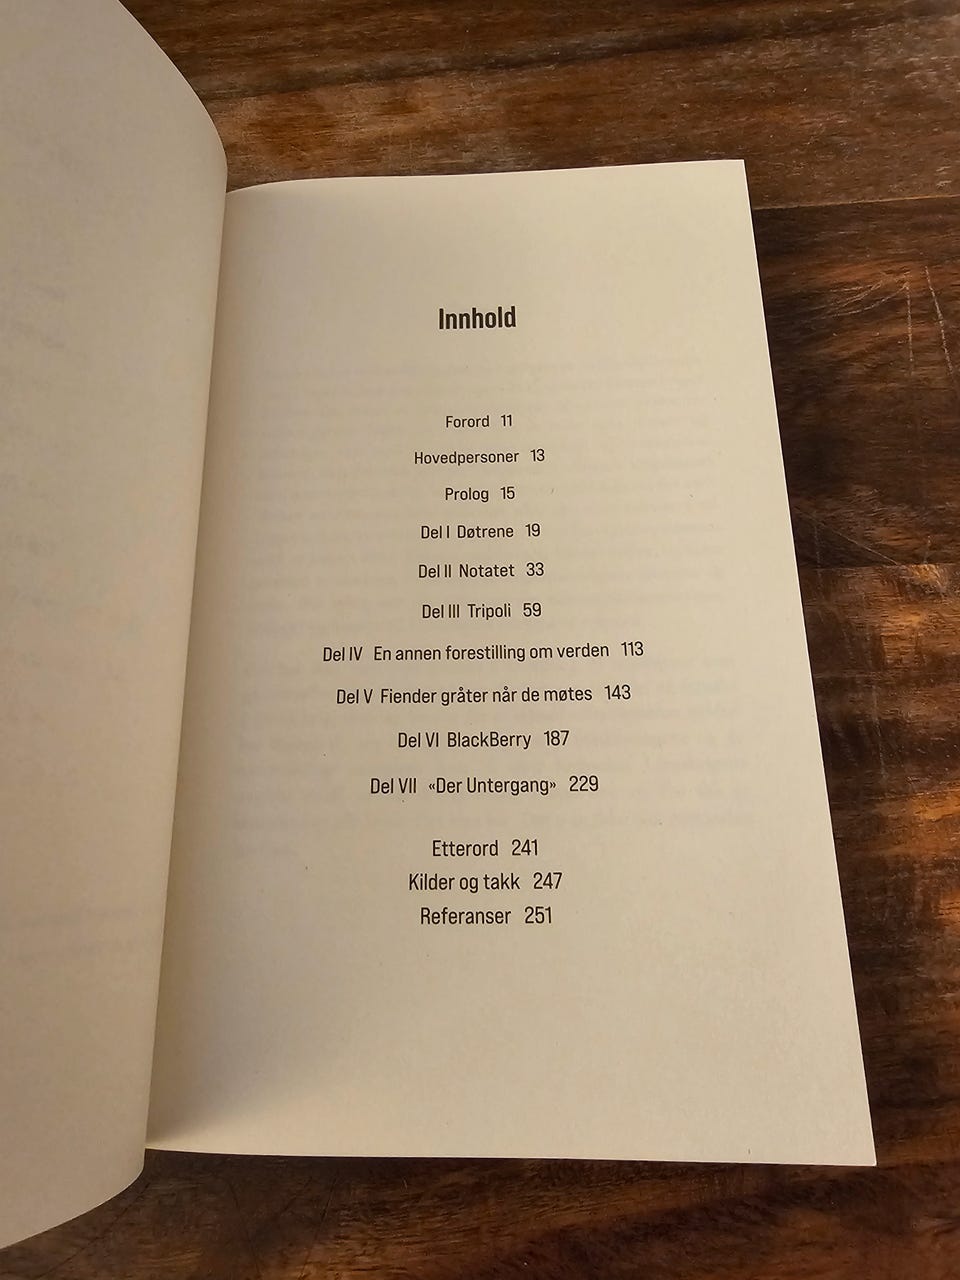 Innhold
Forord 11
Hovedpersoner 13
Prolog 15
Del I Døtrene 19
Del II Notatet 33
Del III Tripoli 59
Del IV En annen forestilling om verden 113
Del V Fiender gråter når de møtes 143
Del VI BlackBerry 187
Del VII «Der Untergang» 229
Etterord 241
Kilder og takk 247
Referanser 251